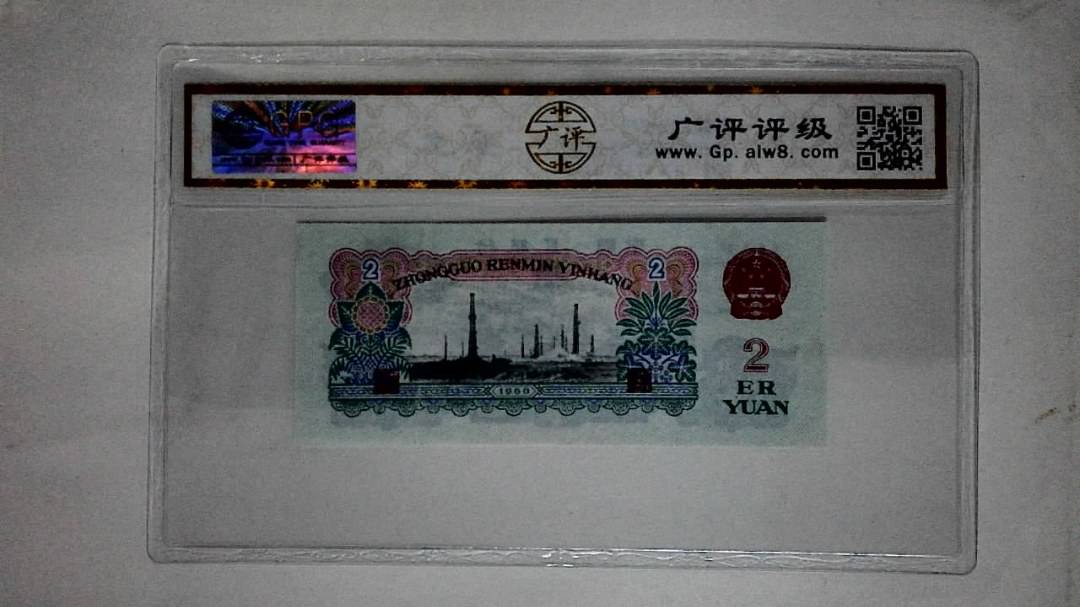 GPC
广评
广评评级
www. Gp. alw8. com
2
ZHONGGUO RENMIN YINHANG
2
1960
2
ER
YUAN